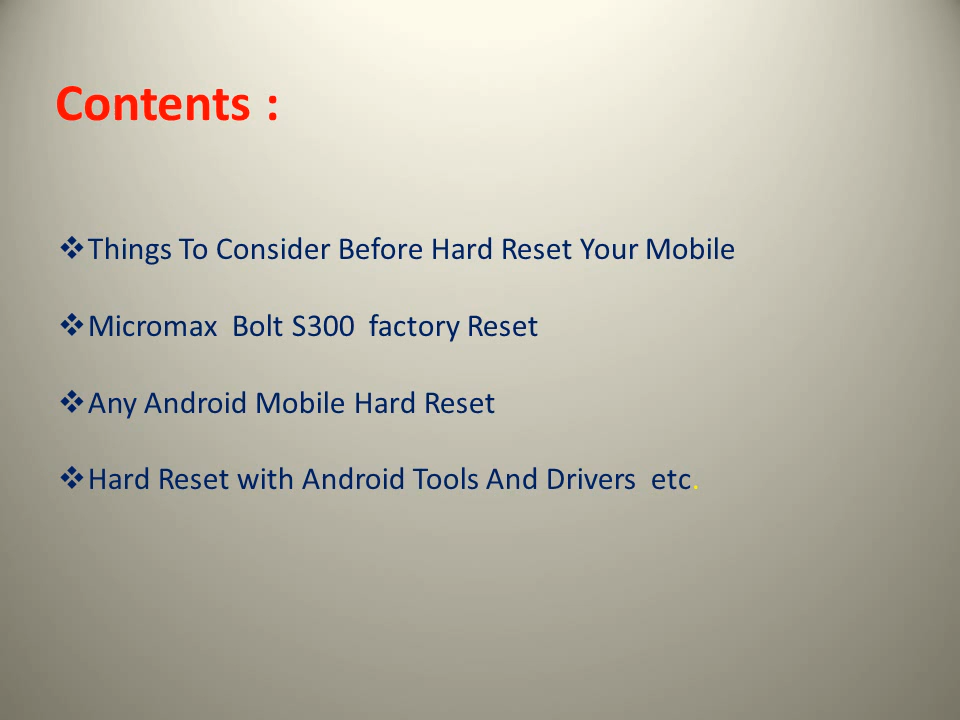 Contents :
❖Things To Consider Before Hard Reset Your Mobile
❖Micromax  Bolt S300  factory Reset
❖Any Android Mobile Hard Reset
❖Hard Reset with Android Tools And Drivers  etc.